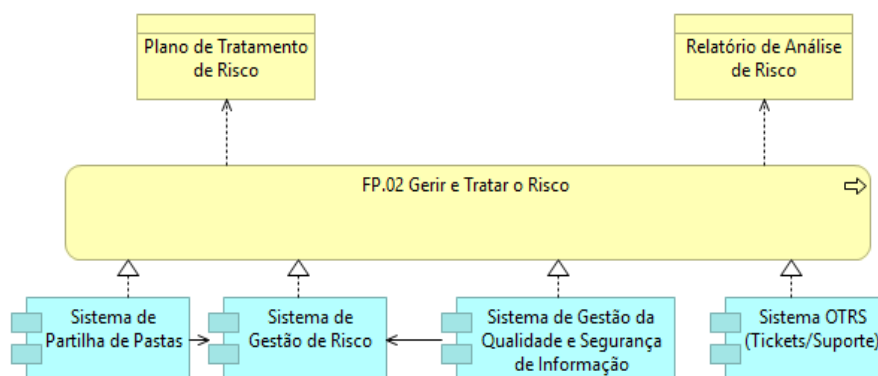 Plano de Tratamento
de Risco
Relatório de Análise
de Risco
FP.02 Gerir e Tratar o Risco
Sistema de
Partilha de Pastas
Sistema de
Gestão de Risco
Sistema de Gestão da
Qualidade e Segurança
de Informação
Sistema OTRS
(Tickets/Suporte)